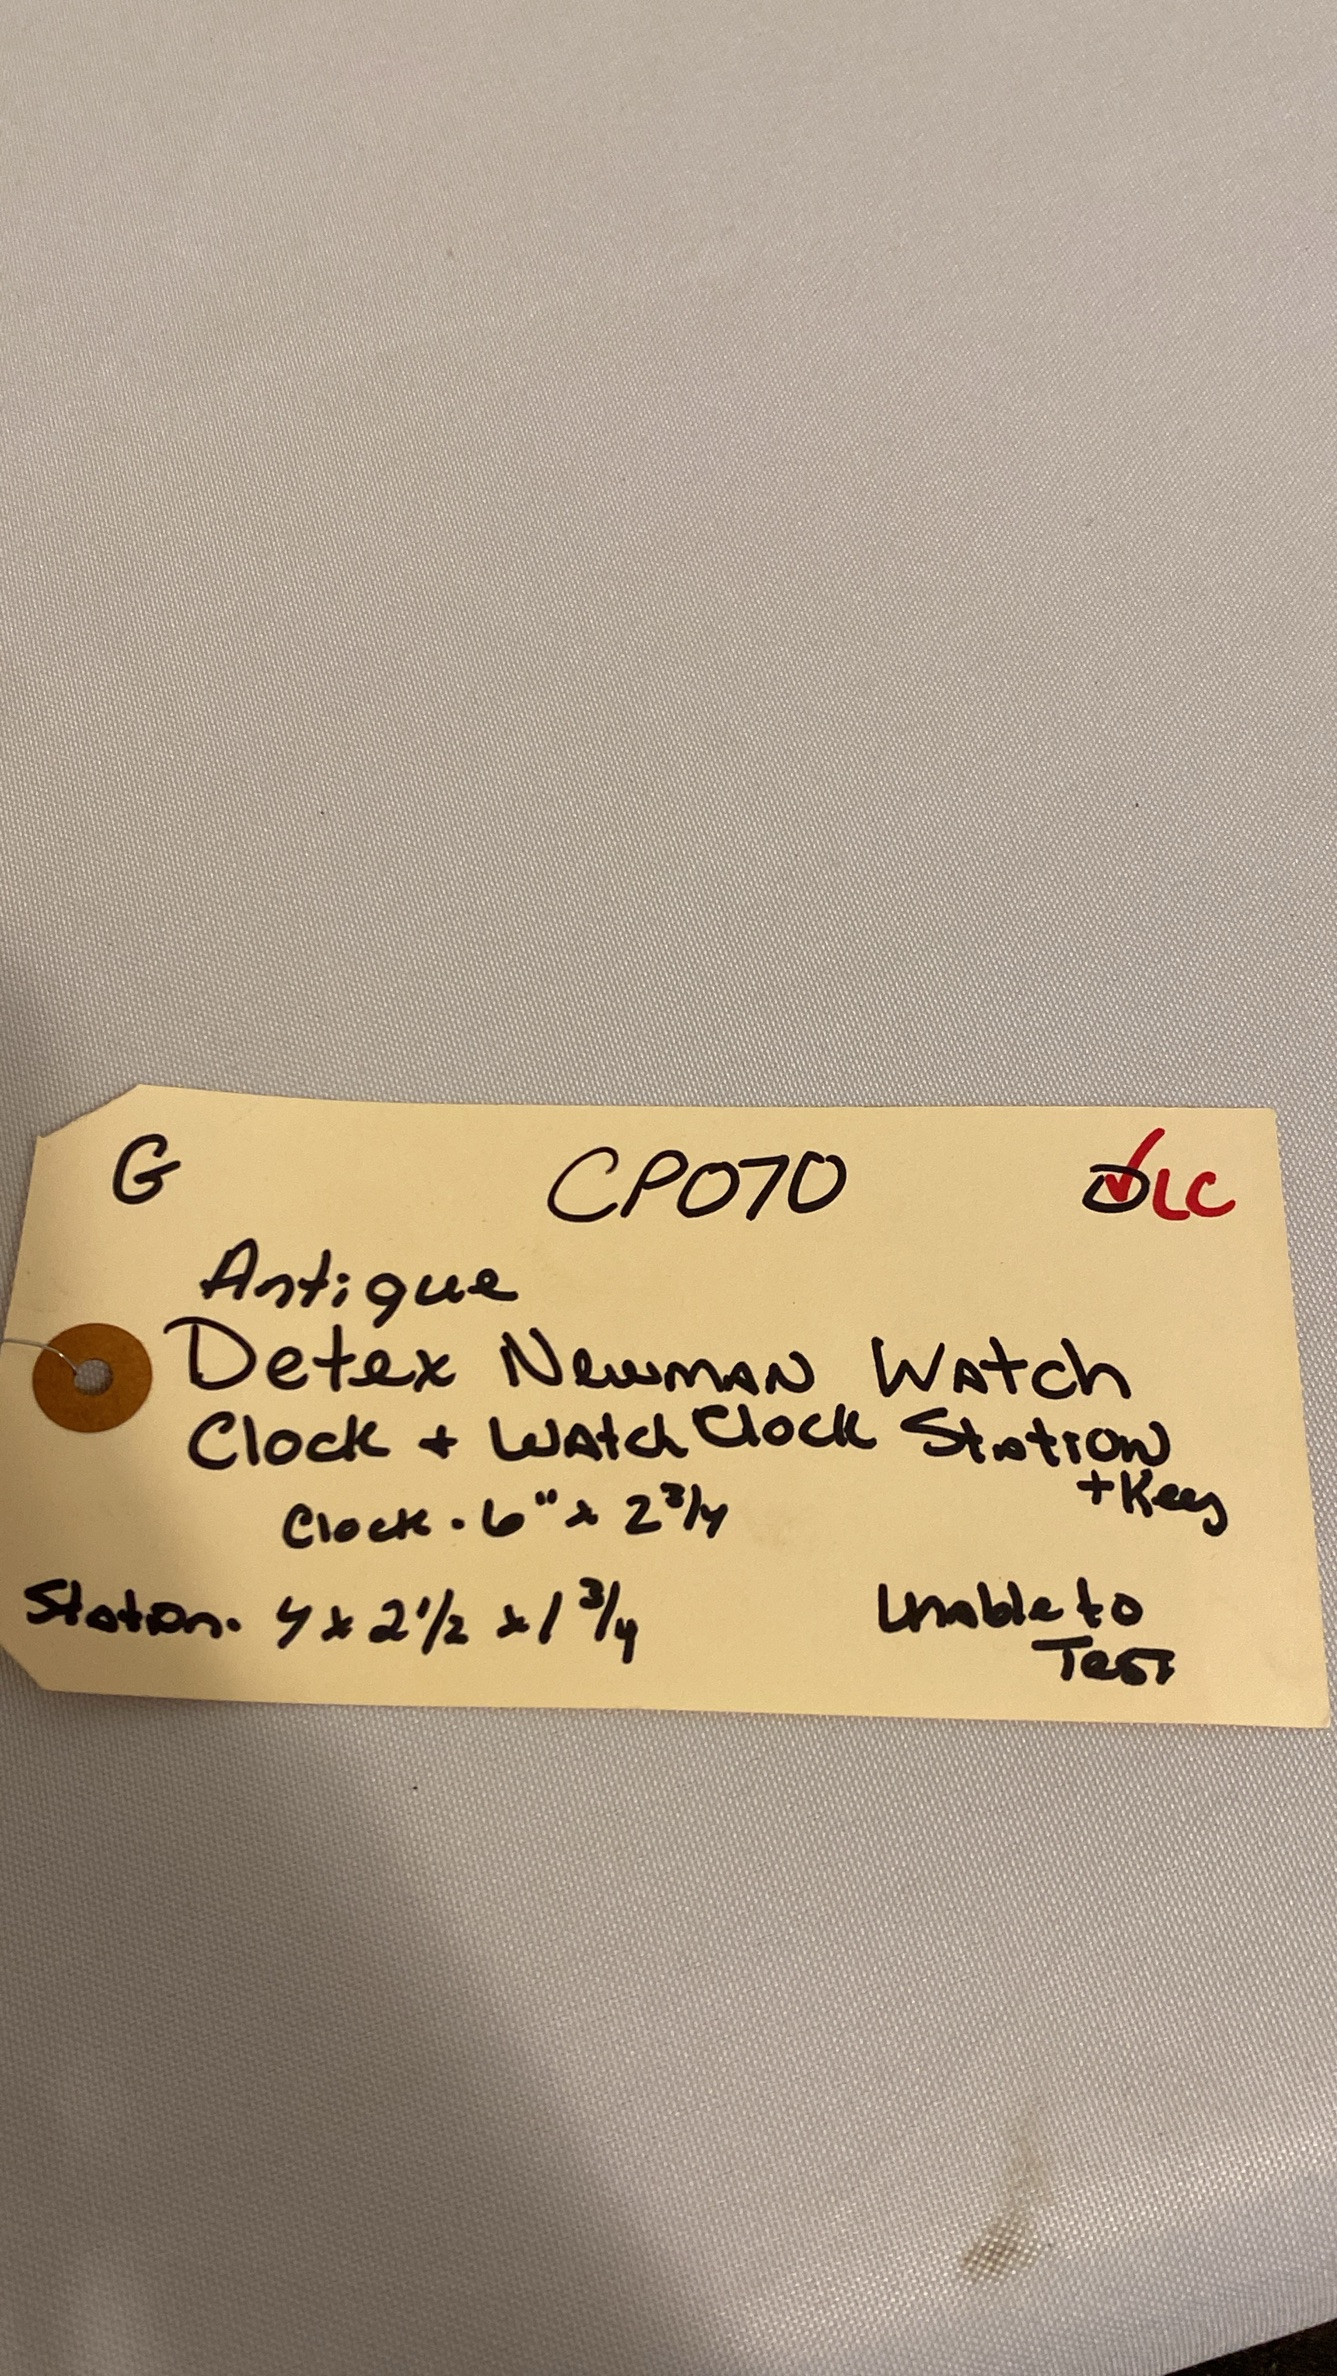 G CP070 D✓LC
Antique
Detex Newman Watch
Clock + Watch Clock Station
+ Key
Clock. 6" x 2 3/4
Station. 4 x 2 1/2 x 1 3/4
Unable to
Test